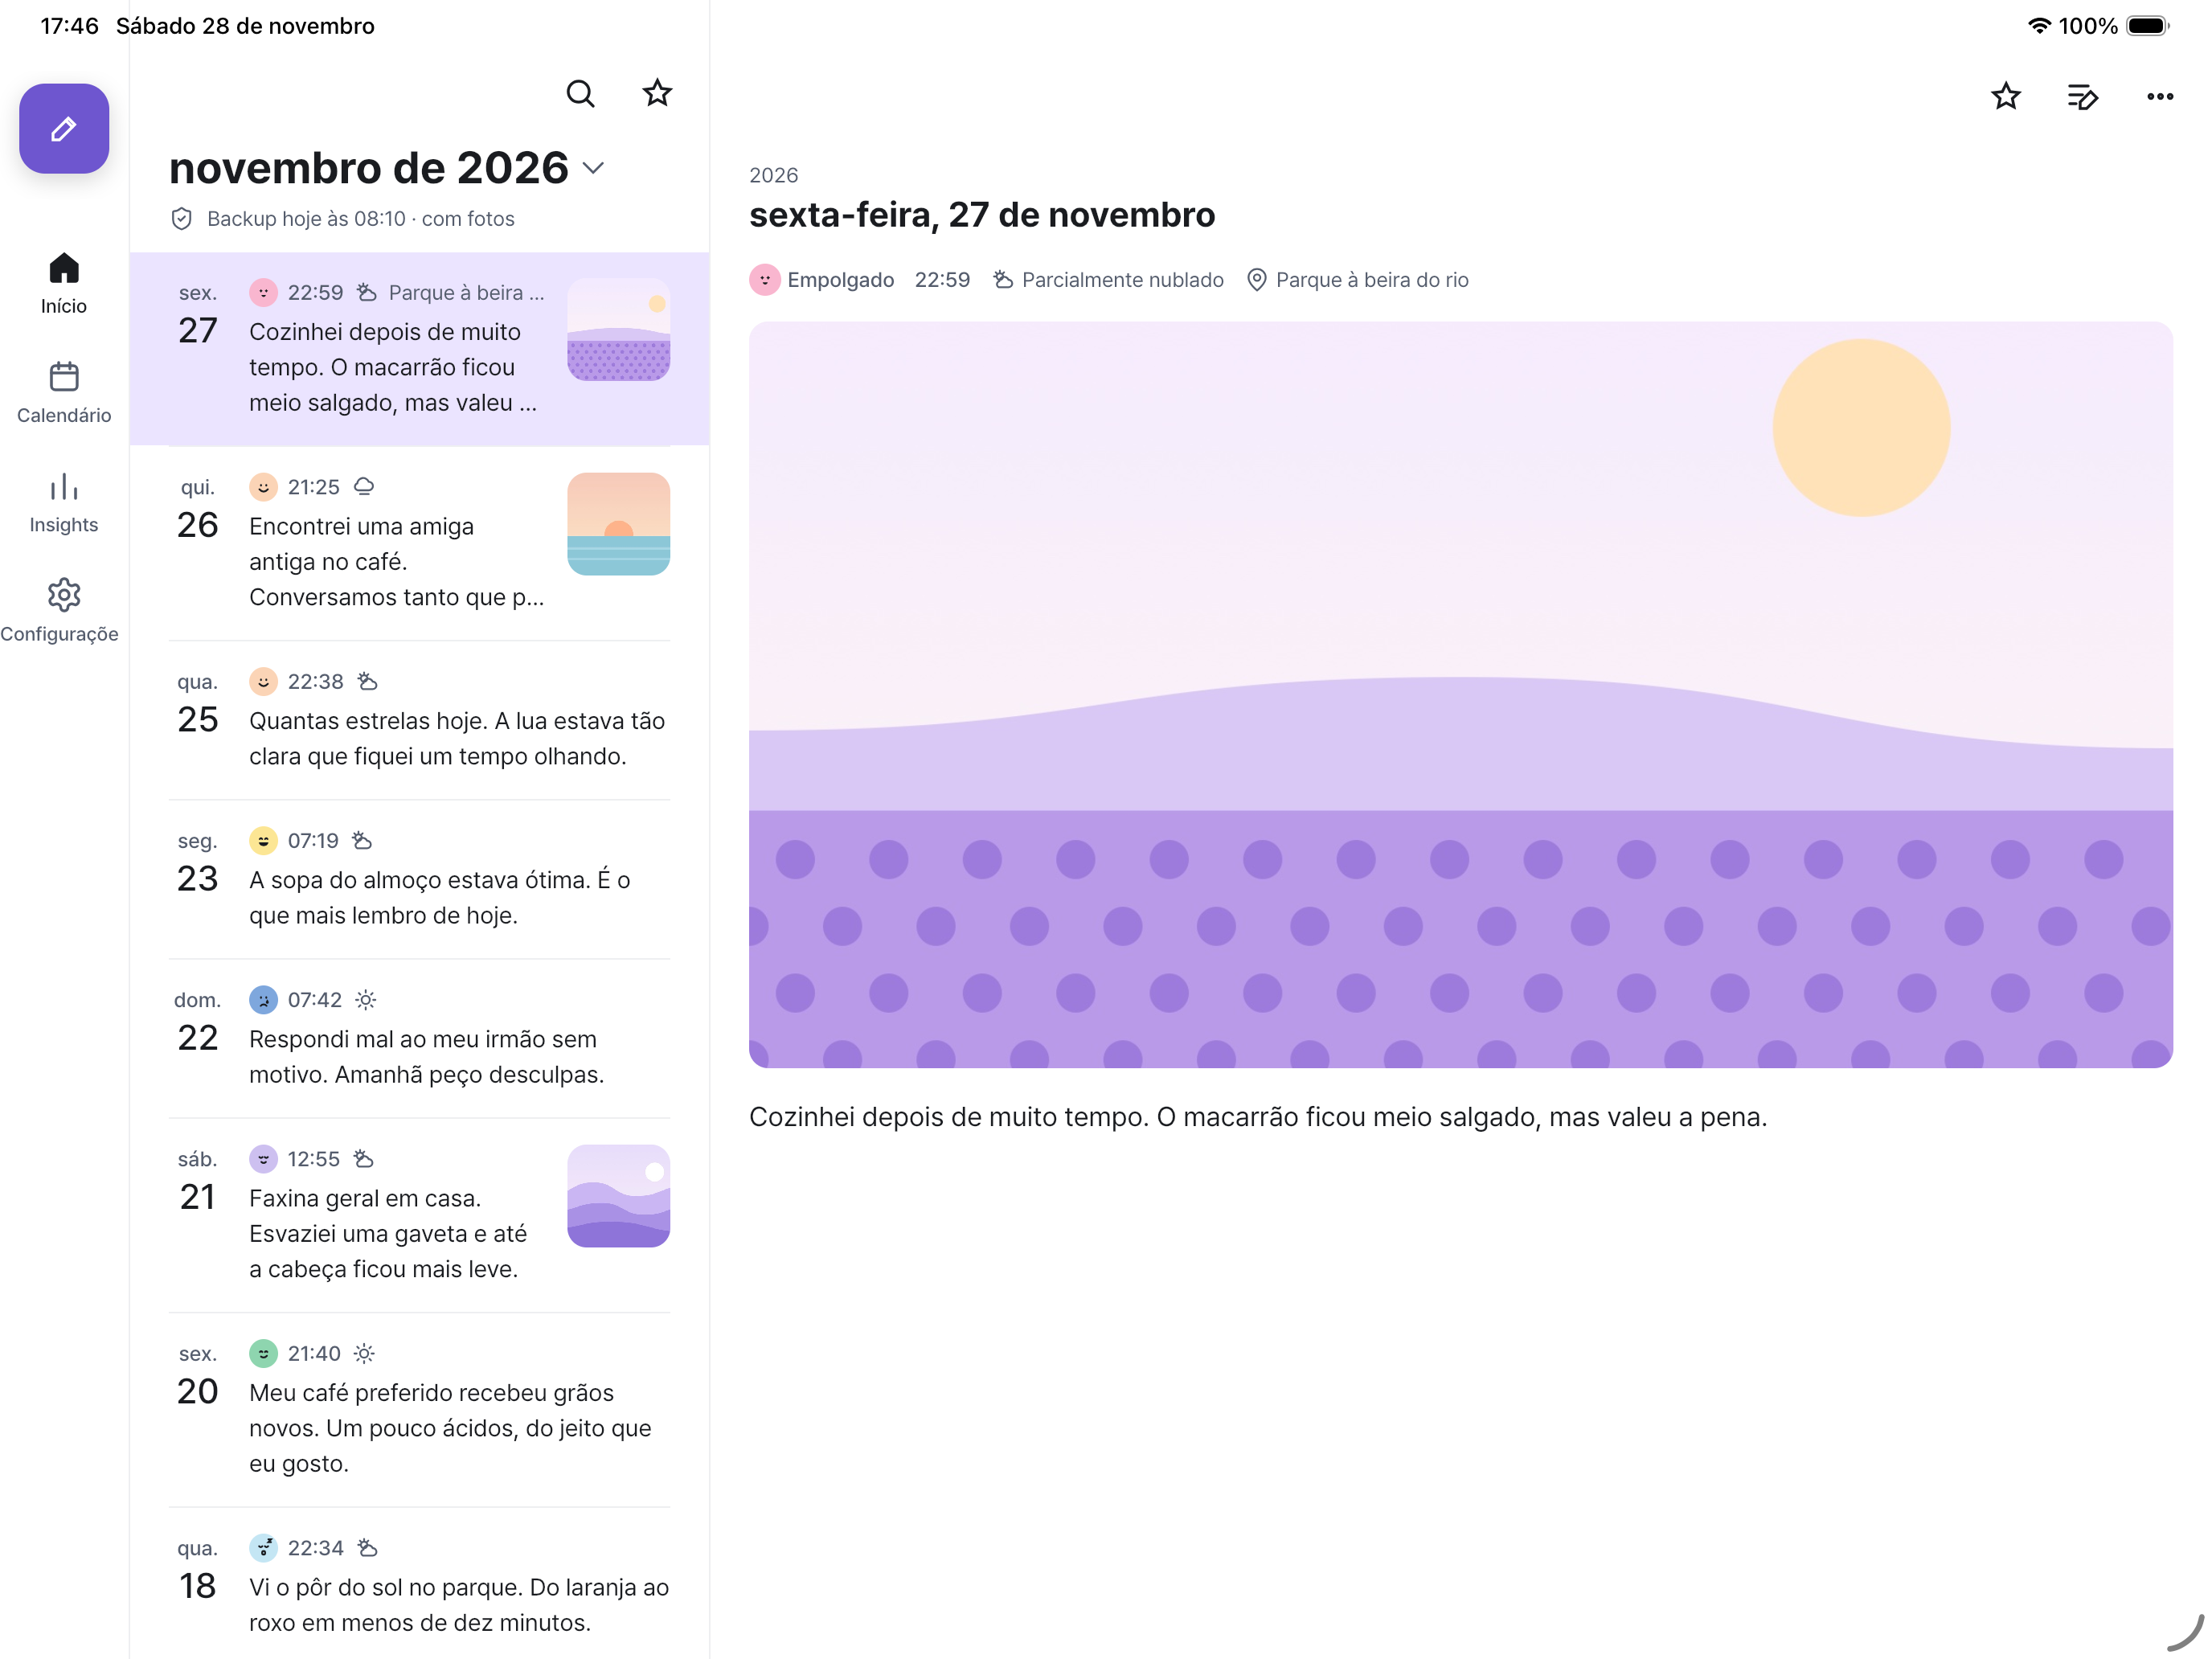 17:46 Sábado 28 de novembro
100%
Início
Calendário
Insights
Configuraçõe
novembro de 2026
Backup hoje às 08:10 · com fotos
sex.
27
22:59 Parque à beira ...
Cozinhei depois de muito
tempo. O macarrão ficou
meio salgado, mas valeu ...
qui.
26
21:25
Encontrei uma amiga
antiga no café.
Conversamos tanto que p...
qua.
25
22:38
Quantas estrelas hoje. A lua estava tão
clara que fiquei um tempo olhando.
seg.
23
07:19
A sopa do almoço estava ótima. É o
que mais lembro de hoje.
dom.
22
07:42
Respondi mal ao meu irmão sem
motivo. Amanhã peço desculpas.
sáb.
21
12:55
Faxina geral em casa.
Esvaziei uma gaveta e até
a cabeça ficou mais leve.
sex.
20
21:40
Meu café preferido recebeu grãos
novos. Um pouco ácidos, do jeito que
eu gosto.
qua.
18
22:34
Vi o pôr do sol no parque. Do laranja ao
roxo em menos de dez minutos.
2026
sexta-feira, 27 de novembro
Empolgado 22:59 Parcialmente nublado Parque à beira do rio
Cozinhei depois de muito tempo. O macarrão ficou meio salgado, mas valeu a pena.